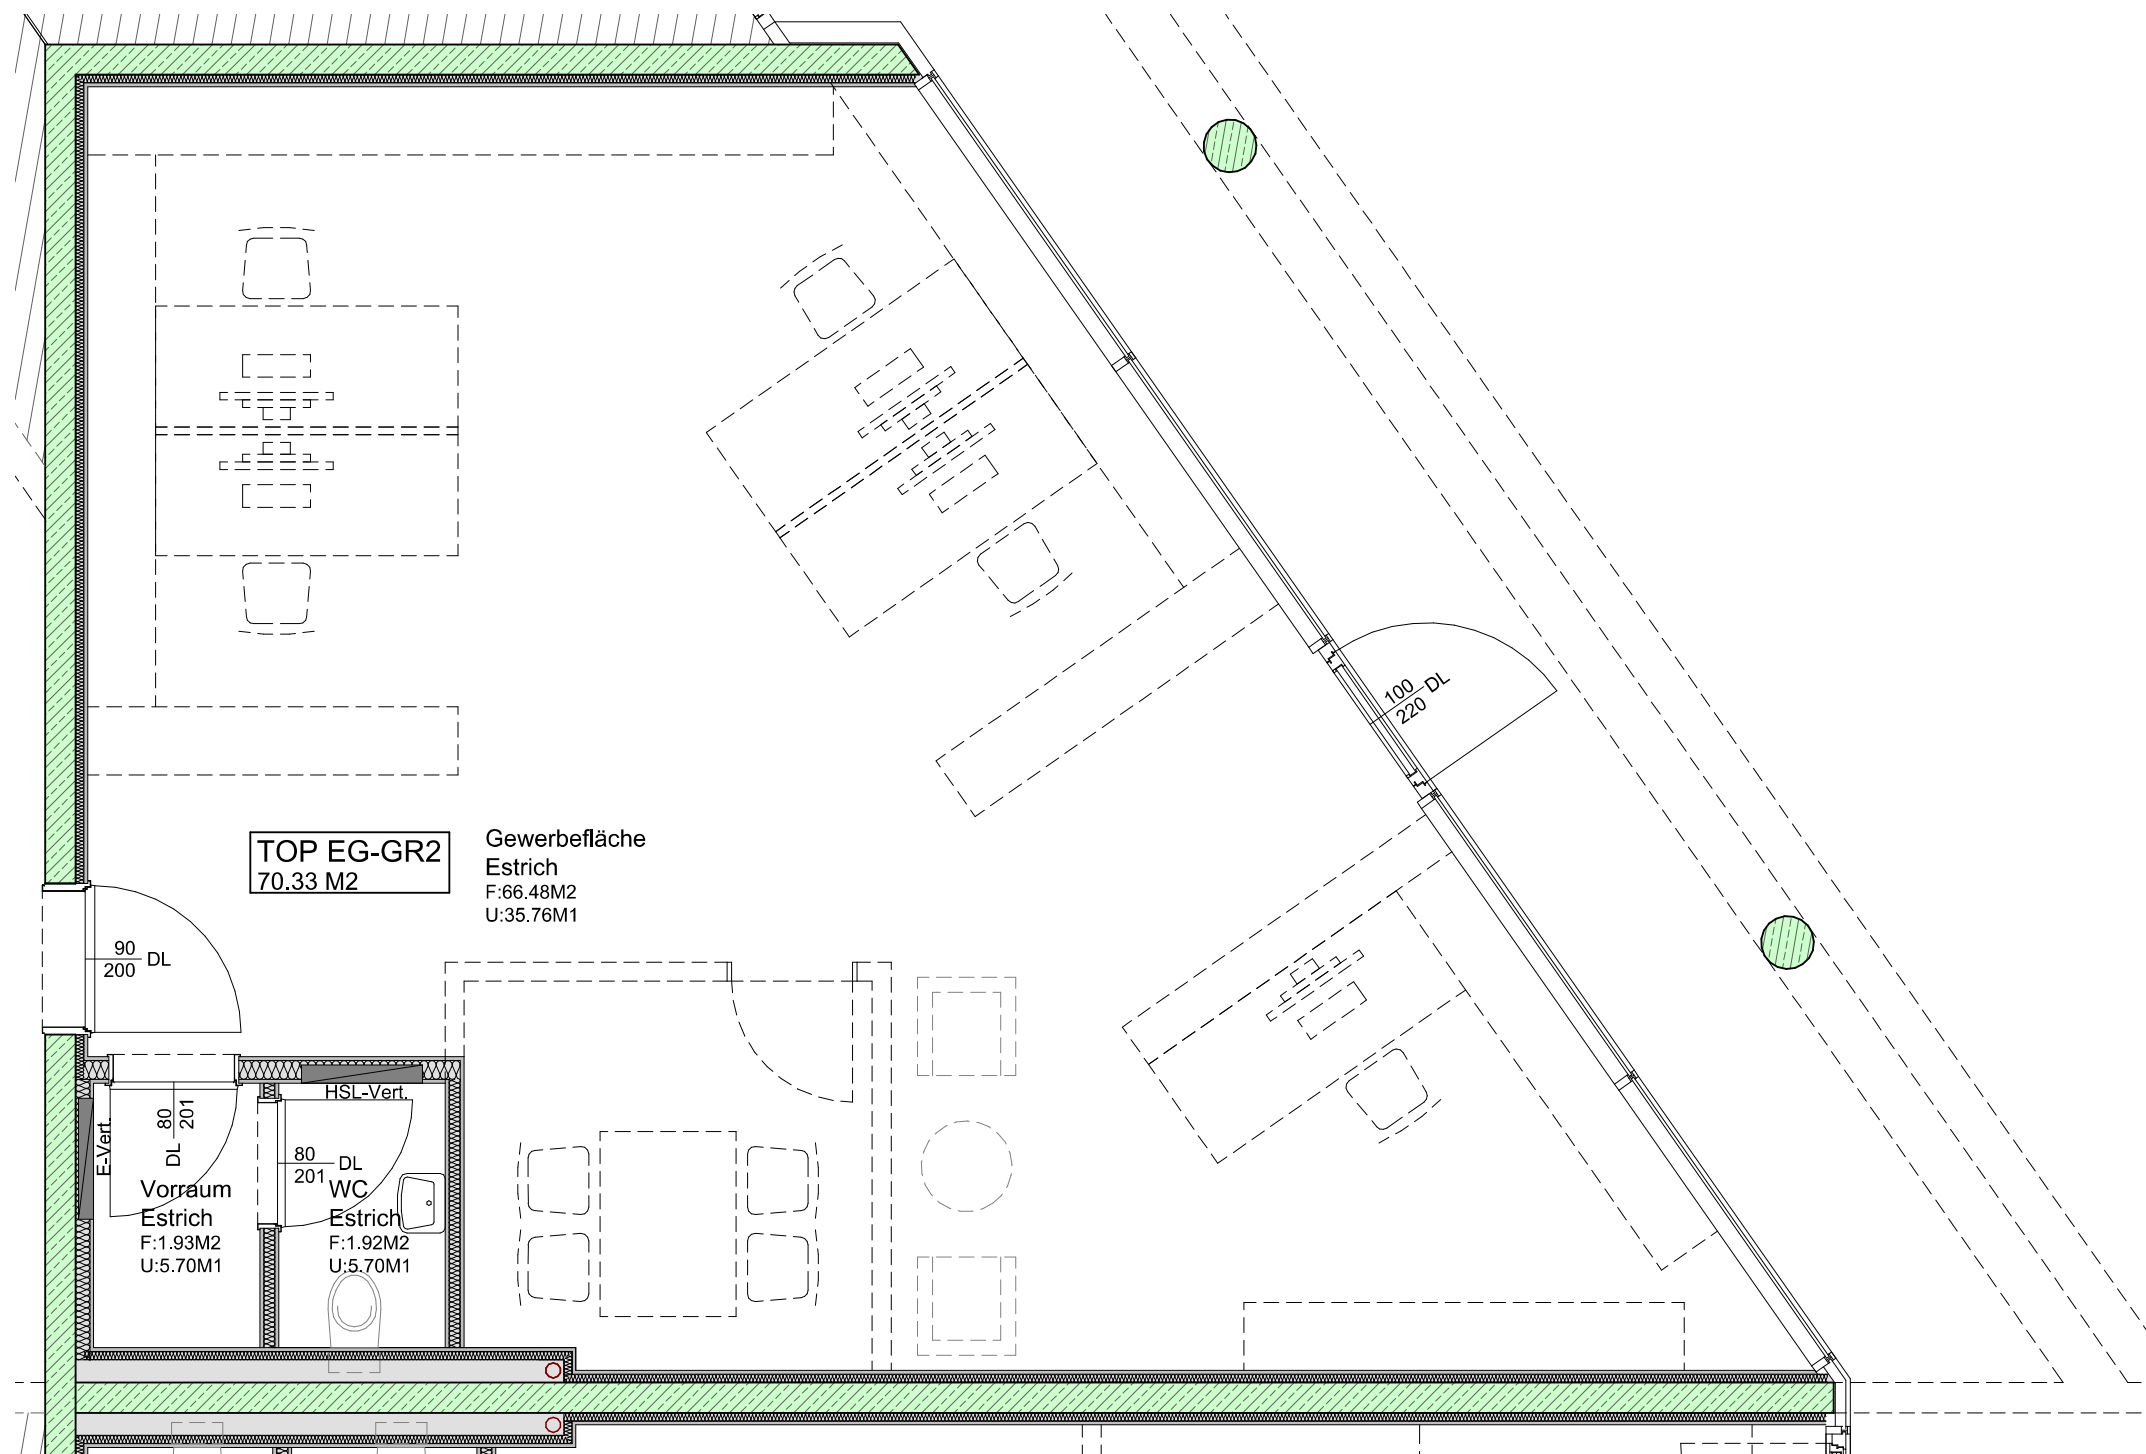 100 DL
220
TOP EG-GR2
70.33 M2
Gewerbefläche
Estrich
F:66.48M2
U:35.76M1
90 DL
200
HSL-Vert.
E-Vert.
80 DL
201
80 DL
201
Vorraum
Estrich
F:1.93M2
U:5.70M1
WC
Estrich
F:1.92M2
U:5.70M1